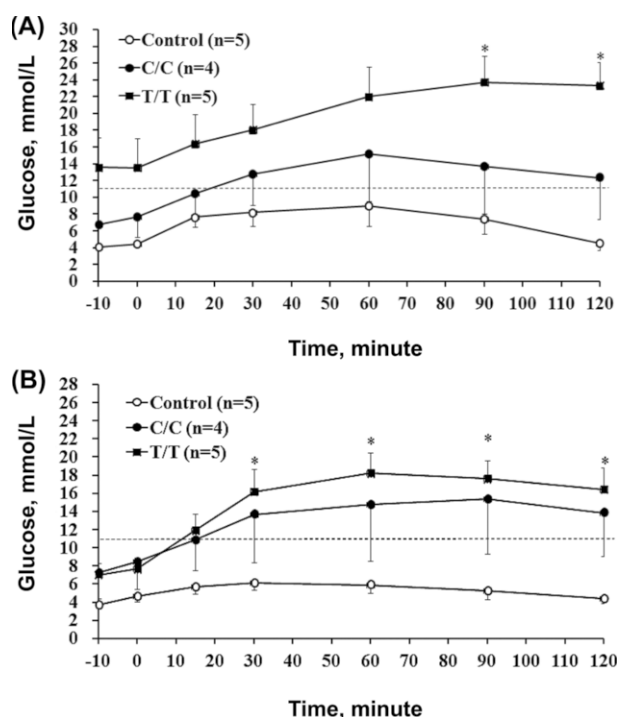 (A)
30
28
26
24
22
20
18
16
14
12
10
8
6
4
2
0
Glucose, mmol/L
Control (n=5)
C/C (n=4)
T/T (n=5)
*
*
-10 0 10 20 30 40 50 60 70 80 90 100 110 120
Time, minute
(B)
28
26
24
22
20
18
16
14
12
10
8
6
4
2
0
Glucose, mmol/L
Control (n=5)
C/C (n=4)
T/T (n=5)
*
*
*
*
-10 0 10 20 30 40 50 60 70 80 90 100 110 120
Time, minute